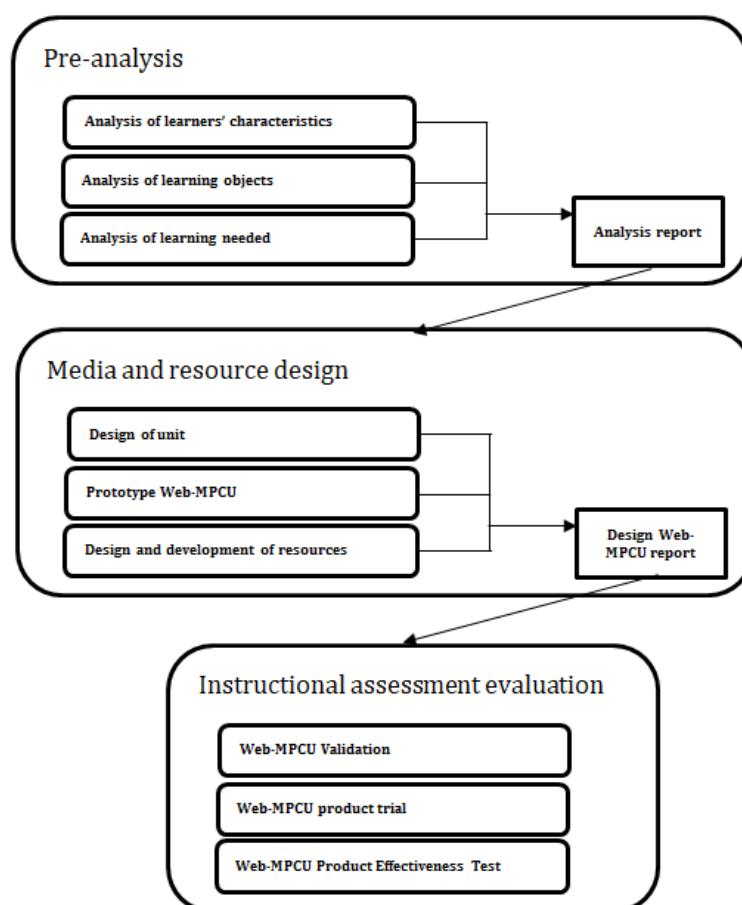 Pre-analysis
Analysis of learners' characteristics
Analysis of learning objects
Analysis of learning needed
Analysis report
Media and resource design
Design of unit
Prototype Web-MPCU
Design and development of resources
Design Web-
MPCU report
Instructional assessment evaluation
Web-MPCU Validation
Web-MPCU product trial
Web-MPCU Product Effectiveness Test